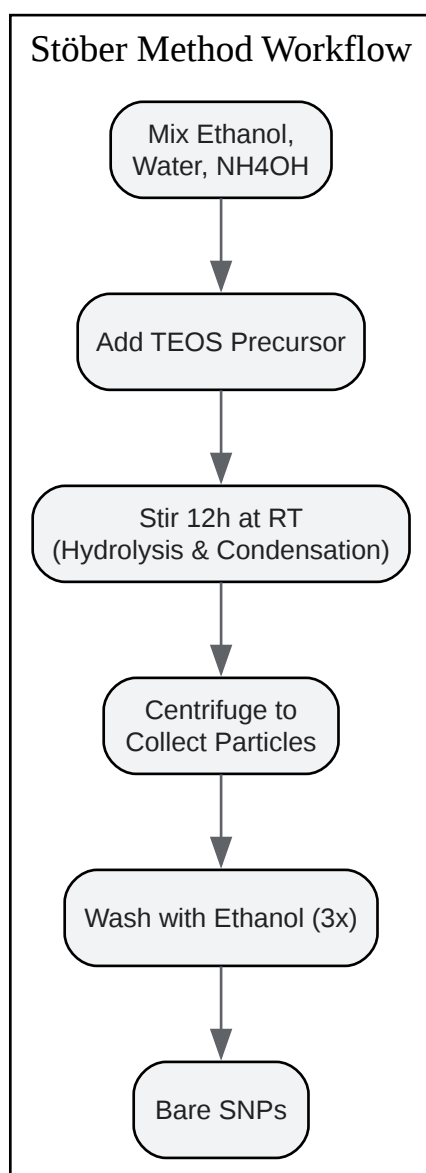 Stöber Method Workflow
Mix Ethanol,
Water, NH4OH
Add TEOS Precursor
Stir 12h at RT
(Hydrolysis & Condensation)
Centrifuge to
Collect Particles
Wash with Ethanol (3x)
Bare SNPs